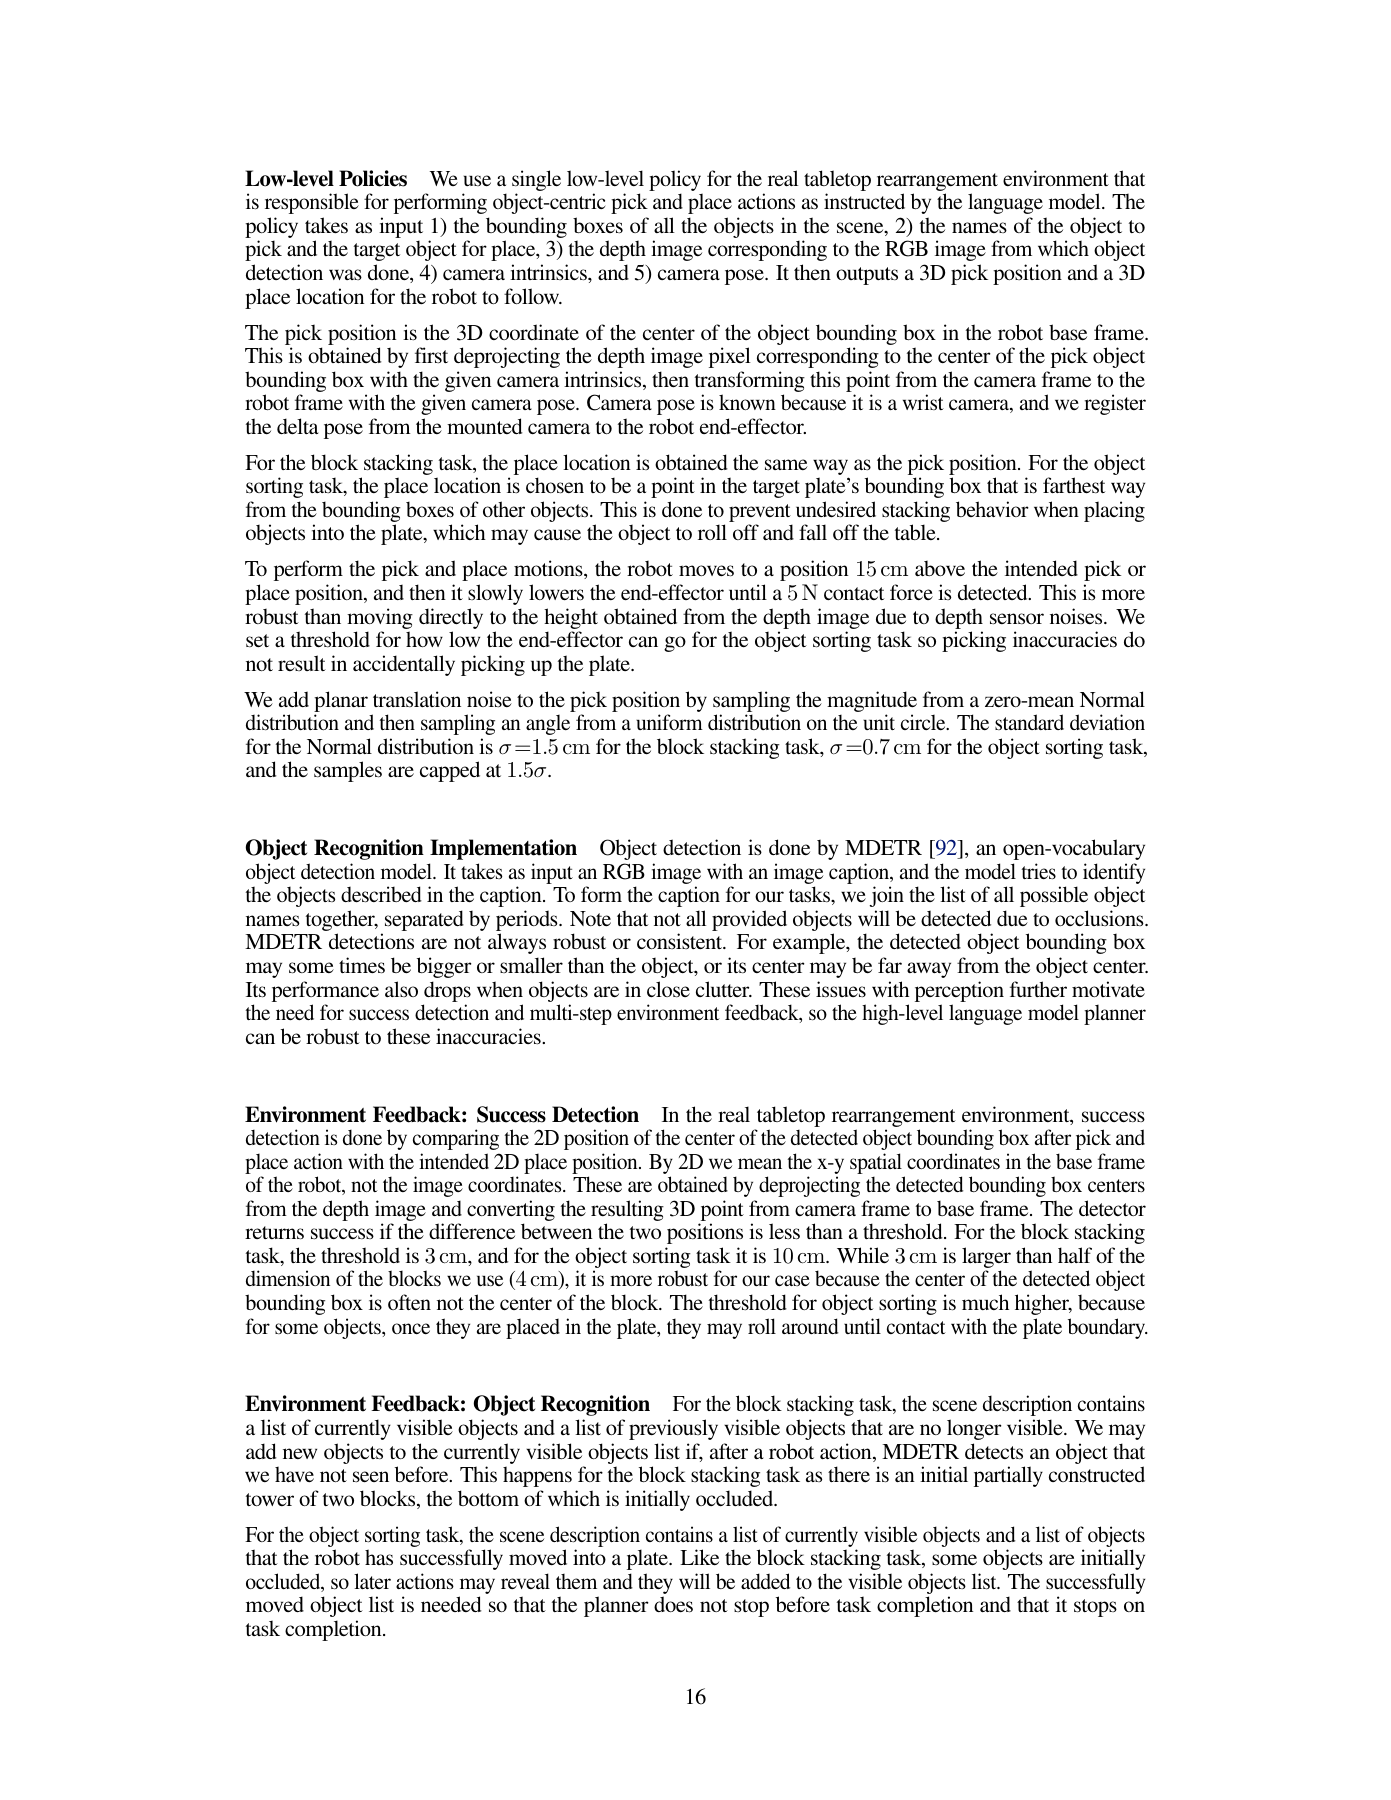 Low-level Policies We use a single low-level policy for the real tabletop rearrangement environment that
is responsible for performing object-centric pick and place actions as instructed by the language model. The
policy takes as input 1) the bounding boxes of all the objects in the scene, 2) the names of the object to
pick and the target object for place, 3) the depth image corresponding to the RGB image from which object
detection was done, 4) camera intrinsics, and 5) camera pose. It then outputs a 3D pick position and a 3D
place location for the robot to follow.
The pick position is the 3D coordinate of the center of the object bounding box in the robot base frame.
This is obtained by first deprojecting the depth image pixel corresponding to the center of the pick object
bounding box with the given camera intrinsics, then transforming this point from the camera frame to the
robot frame with the given camera pose. Camera pose is known because it is a wrist camera, and we register
the delta pose from the mounted camera to the robot end-effector.
For the block stacking task, the place location is obtained the same way as the pick position. For the object
sorting task, the place location is chosen to be a point in the target plate's bounding box that is farthest way
from the bounding boxes of other objects. This is done to prevent undesired stacking behavior when placing
objects into the plate, which may cause the object to roll off and fall off the table.
To perform the pick and place motions, the robot moves to a position 15 cm above the intended pick or
place position, and then it slowly lowers the end-effector until a 5 N contact force is detected. This is more
robust than moving directly to the height obtained from the depth image due to depth sensor noises. We
set a threshold for how low the end-effector can go for the object sorting task so picking inaccuracies do
not result in accidentally picking up the plate.
We add planar translation noise to the pick position by sampling the magnitude from a zero-mean Normal
distribution and then sampling an angle from a uniform distribution on the unit circle. The standard deviation
for the Normal distribution is σ=1.5 cm for the block stacking task, σ=0.7 cm for the object sorting task,
and the samples are capped at 1.5σ.
Object Recognition Implementation Object detection is done by MDETR [92], an open-vocabulary
object detection model. It takes as input an RGB image with an image caption, and the model tries to identify
the objects described in the caption. To form the caption for our tasks, we join the list of all possible object
names together, separated by periods. Note that not all provided objects will be detected due to occlusions.
MDETR detections are not always robust or consistent. For example, the detected object bounding box
may some times be bigger or smaller than the object, or its center may be far away from the object center.
Its performance also drops when objects are in close clutter. These issues with perception further motivate
the need for success detection and multi-step environment feedback, so the high-level language model planner
can be robust to these inaccuracies.
Environment Feedback: Success Detection In the real tabletop rearrangement environment, success
detection is done by comparing the 2D position of the center of the detected object bounding box after pick and
place action with the intended 2D place position. By 2D we mean the x-y spatial coordinates in the base frame
of the robot, not the image coordinates. These are obtained by deprojecting the detected bounding box centers
from the depth image and converting the resulting 3D point from camera frame to base frame. The detector
returns success if the difference between the two positions is less than a threshold. For the block stacking
task, the threshold is 3 cm, and for the object sorting task it is 10 cm. While 3 cm is larger than half of the
dimension of the blocks we use (4 cm), it is more robust for our case because the center of the detected object
bounding box is often not the center of the block. The threshold for object sorting is much higher, because
for some objects, once they are placed in the plate, they may roll around until contact with the plate boundary.
Environment Feedback: Object Recognition For the block stacking task, the scene description contains
a list of currently visible objects and a list of previously visible objects that are no longer visible. We may
add new objects to the currently visible objects list if, after a robot action, MDETR detects an object that
we have not seen before. This happens for the block stacking task as there is an initial partially constructed
tower of two blocks, the bottom of which is initially occluded.
For the object sorting task, the scene description contains a list of currently visible objects and a list of objects
that the robot has successfully moved into a plate. Like the block stacking task, some objects are initially
occluded, so later actions may reveal them and they will be added to the visible objects list. The successfully
moved object list is needed so that the planner does not stop before task completion and that it stops on
task completion.
16